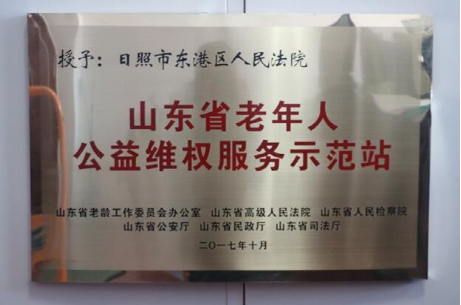 授予：日照市东港区人民法院
山东省老年人
公益维权服务示范站
山东省老龄工作委员会办公室 山东省高级人民法院 山东省人民检察院
山东省公安厅 山东省民政厅 山东省司法厅
二〇一七年十月